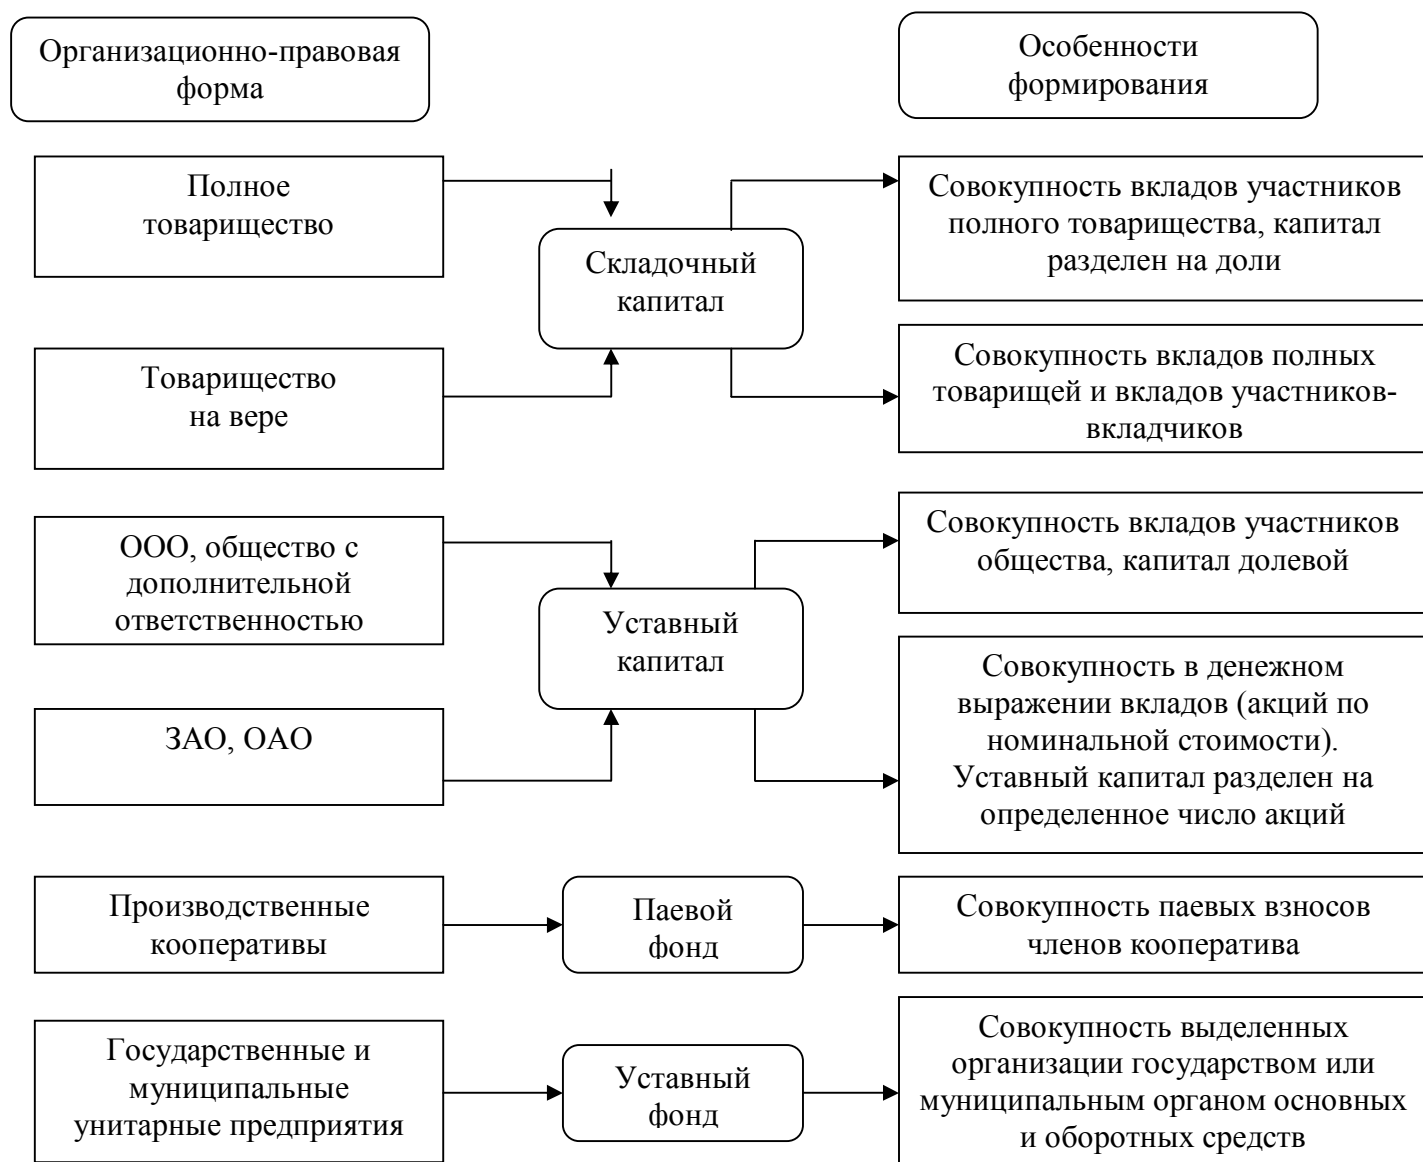 Организационно-правовая
форма
Особенности
формирования
Полное
товарищество
Складочный
капитал
Совокупность вкладов участников
полного товарищества, капитал
разделен на доли
Товарищество
на вере
Совокупность вкладов полных
товарищей и вкладов участников-
вкладчиков
ООО, общество с
дополнительной
ответственностью
Уставный
капитал
Совокупность вкладов участников
общества, капитал долевой
ЗАО, ОАО
Совокупность в денежном
выражении вкладов (акций по
номинальной стоимости).
Уставный капитал разделен на
определенное число акций
Производственные
кооперативы
Паевой
фонд
Совокупность паевых взносов
членов кооператива
Государственные и
муниципальные
унитарные предприятия
Уставный
фонд
Совокупность выделенных
организации государством или
муниципальным органом основных
и оборотных средств